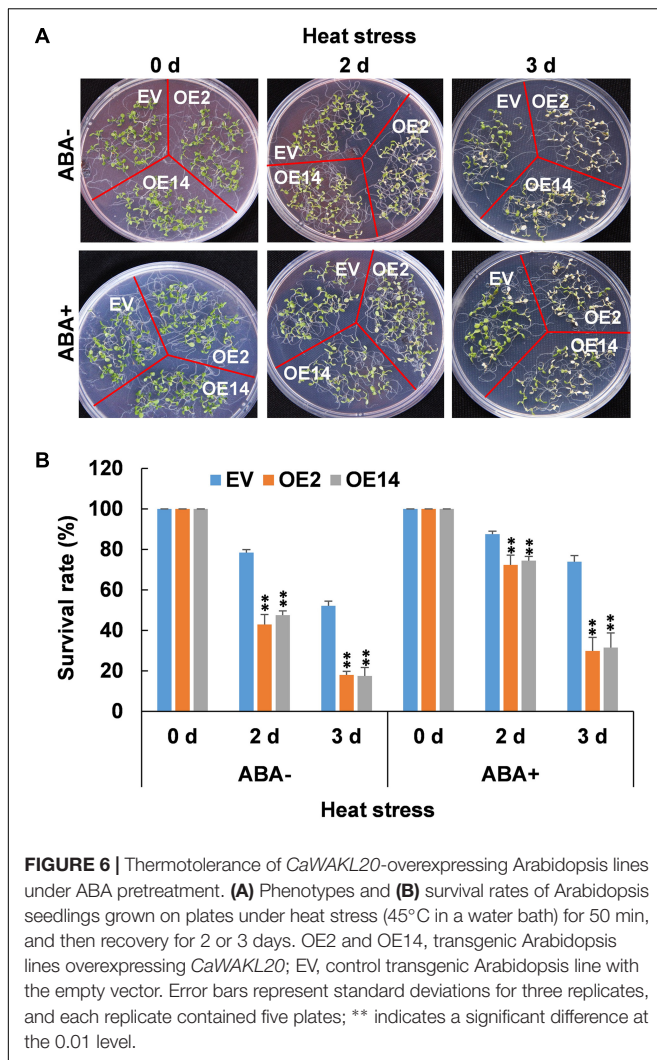 A
Heat stress
0 d 2 d 3 d
ABA-
EV OE2 OE14
EV OE2 OE14
EV OE2 OE14
ABA+
EV OE2 OE14
EV OE2 OE14
EV OE2 OE14
B
EV OE2 OE14
Survival rate (%)
120
100
80
60
40
20
0
** ** ** ** ** ** ** **
0 d 2 d 3 d 0 d 2 d 3 d
ABA- ABA+
Heat stress
FIGURE 6 | Thermotolerance of CaWAKL20-overexpressing Arabidopsis lines
under ABA pretreatment. (A) Phenotypes and (B) survival rates of Arabidopsis
seedlings grown on plates under heat stress (45°C in a water bath) for 50 min,
and then recovery for 2 or 3 days. OE2 and OE14, transgenic Arabidopsis
lines overexpressing CaWAKL20; EV, control transgenic Arabidopsis line with
the empty vector. Error bars represent standard deviations for three replicates,
and each replicate contained five plates; ** indicates a significant difference at
the 0.01 level.